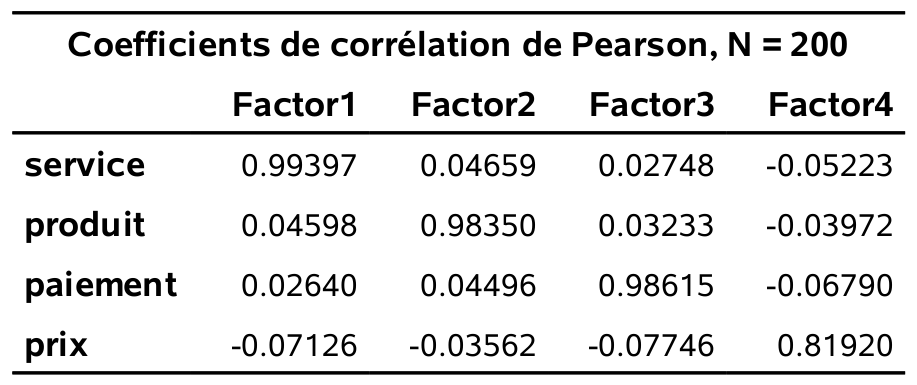 Coefficients de corrélation de Pearson, N = 200
Factor1 Factor2 Factor3 Factor4
service 0.99397 0.04659 0.02748 -0.05223
produit 0.04598 0.98350 0.03233 -0.03972
paiement 0.02640 0.04496 0.98615 -0.06790
prix -0.07126 -0.03562 -0.07746 0.81920